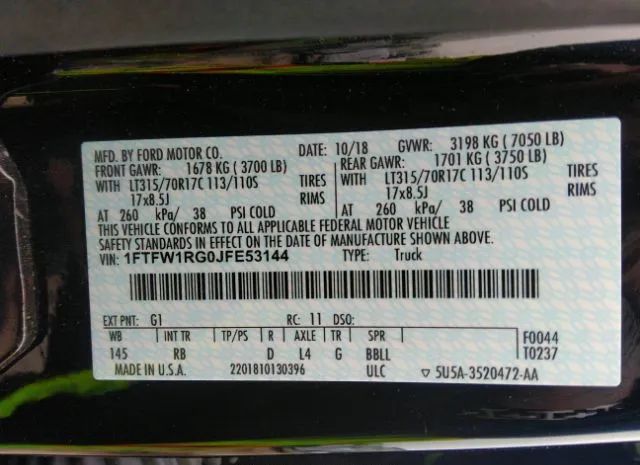 MFD. BY FORD MOTOR CO. DATE: 10/18 GVWR: 3198 KG ( 7050 LB)
FRONT GAWR: 1678 KG ( 3700 LB) REAR GAWR: 1701 KG ( 3750 LB)
WITH LT315/70R17C 113/110S TIRES WITH LT315/70R17C 113/110S TIRES
17x8.5J RIMS 17x8.5J RIMS
AT 260 kPa/ 38 PSI COLD AT 260 kPa/ 38 PSI COLD
THIS VEHICLE CONFORMS TO ALL APPLICABLE FEDERAL MOTOR VEHICLE
SAFETY STANDARDS IN EFFECT ON THE DATE OF MANUFACTURE SHOWN ABOVE.
VIN: 1FTFW1RG0JFE53144 TYPE: Truck
EXT PNT: G1 RC: 11 DSO:
WB INT TR TP/PS R AXLE TR SPR F0044
145 RB D L4 G BBLL T0237
MADE IN U.S.A. 2201810130396 ULC ▽ 5U5A-3520472-AA